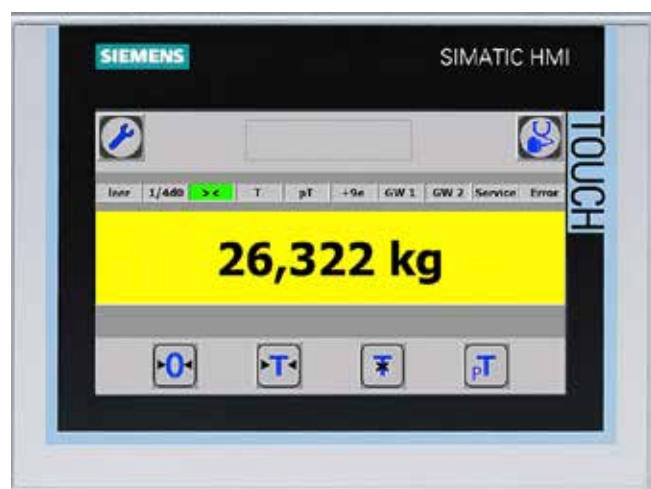 SIEMENS
SIMATIC HMI
TOUCH
leer 1/4d0 >< T pT +9e GW 1 GW 2 Service Error
26,322 kg
0 T T pT